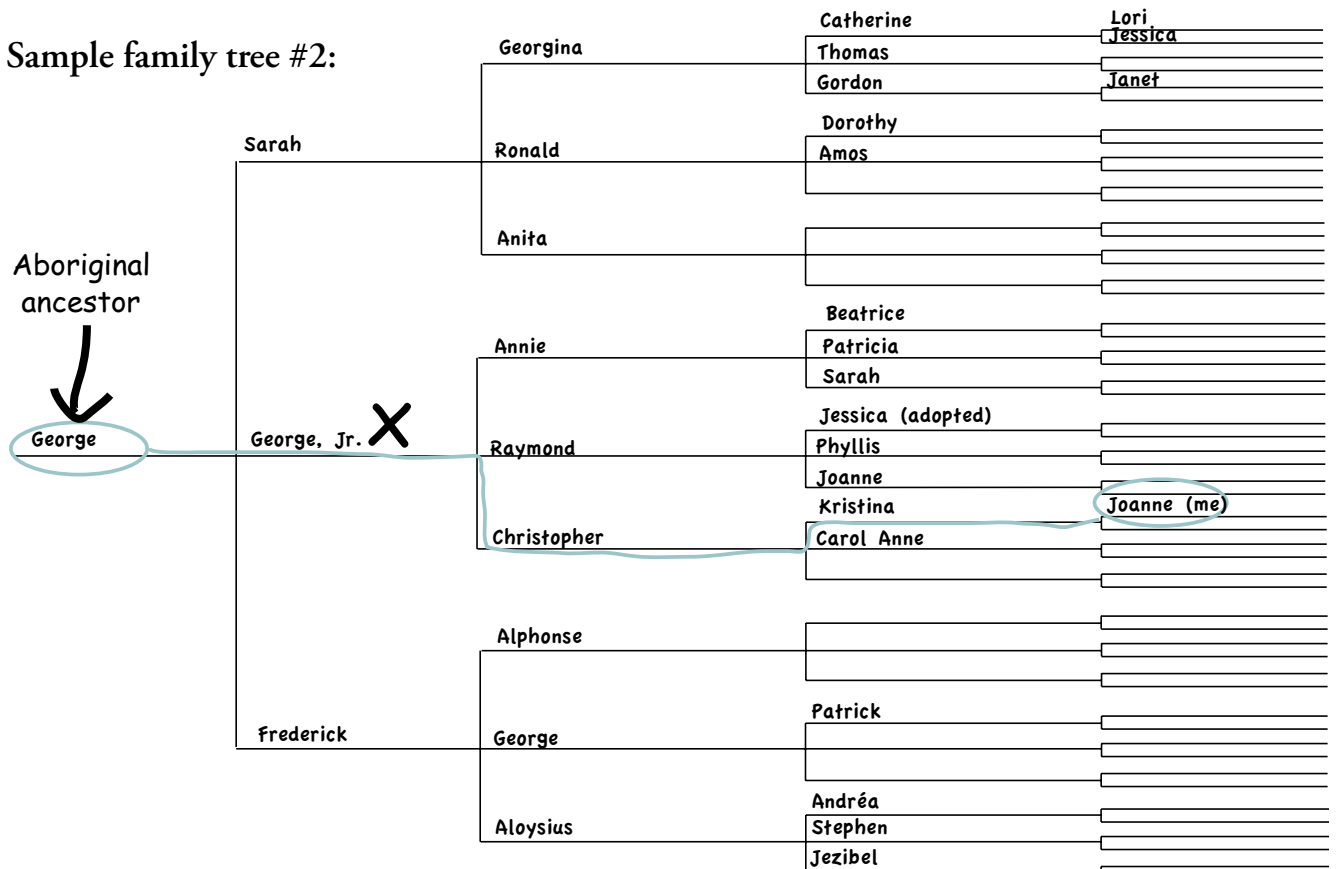 Sample family tree #2:
Aboriginal
ancestor
George
Sarah
George, Jr.
Frederick
Georgina
Ronald
Anita
Annie
Raymond
Christopher
Alphonse
George
Aloysius
Catherine
Thomas
Gordon
Dorothy
Amos
Beatrice
Patricia
Sarah
Jessica (adopted)
Phyllis
Joanne
Kristina
Carol Anne
Patrick
Andréa
Stephen
Jezibel
Lori
Jessica
Janet
Joanne (me)